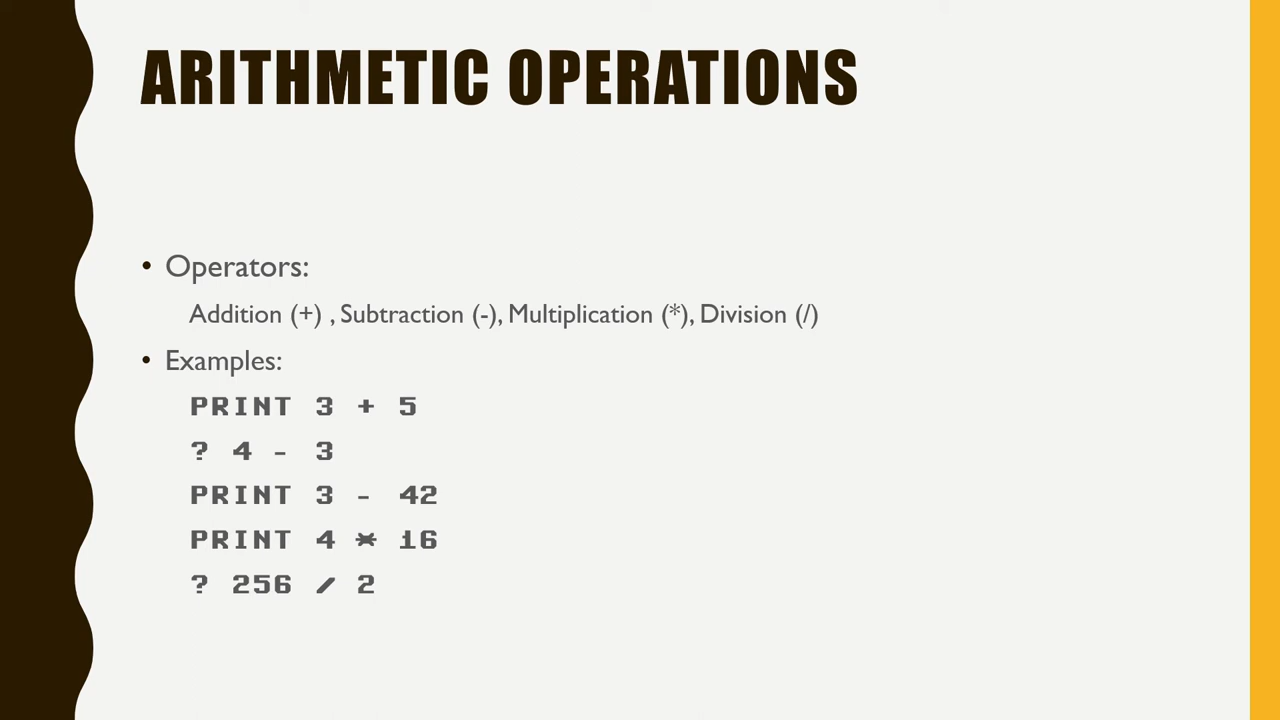 ARITHMETIC OPERATIONS
• Operators:
Addition (+) , Subtraction (-), Multiplication (*), Division (/)
• Examples:
PRINT 3 + 5
? 4 - 3
PRINT 3 - 42
PRINT 4 * 16
? 256 / 2